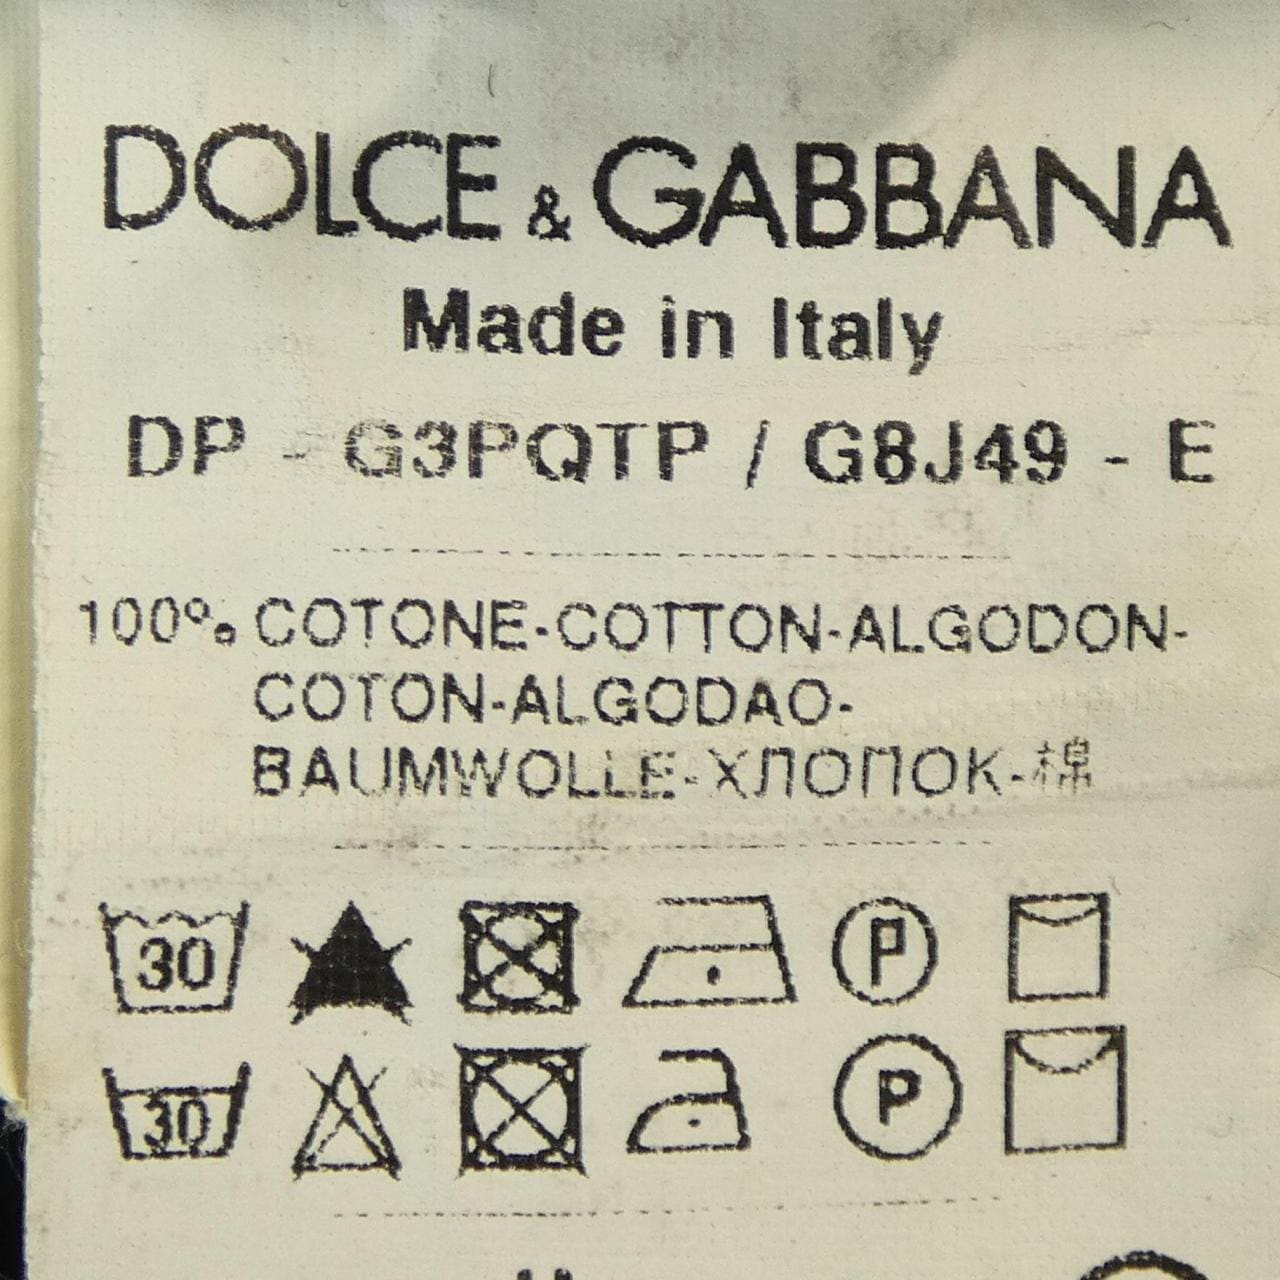 DOLCE & GABBANA
Made in Italy
DP - G3PQTP / G8J49 - E
100% COTONE-COTTON-ALGODON-
COTON-ALGODAO-
BAUMWOLLE-ХЛОПОК-棉
30
P
30
P